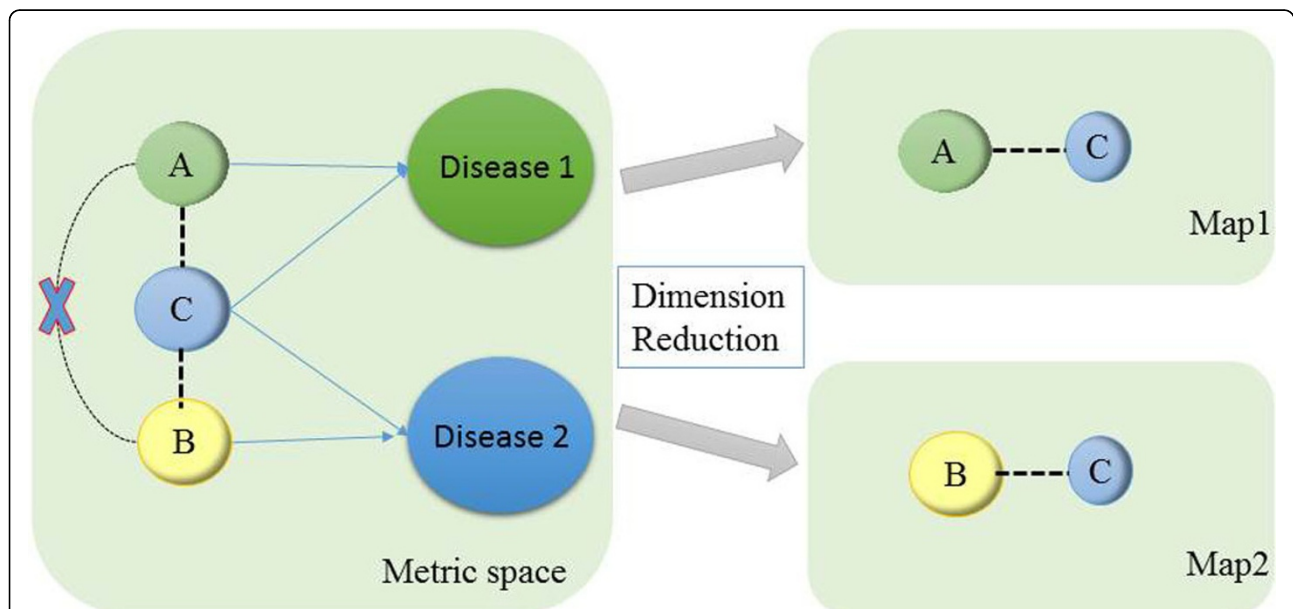 A
Disease 1
C
B
Disease 2
Metric space
Dimension
Reduction
A
C
Map1
B
C
Map2